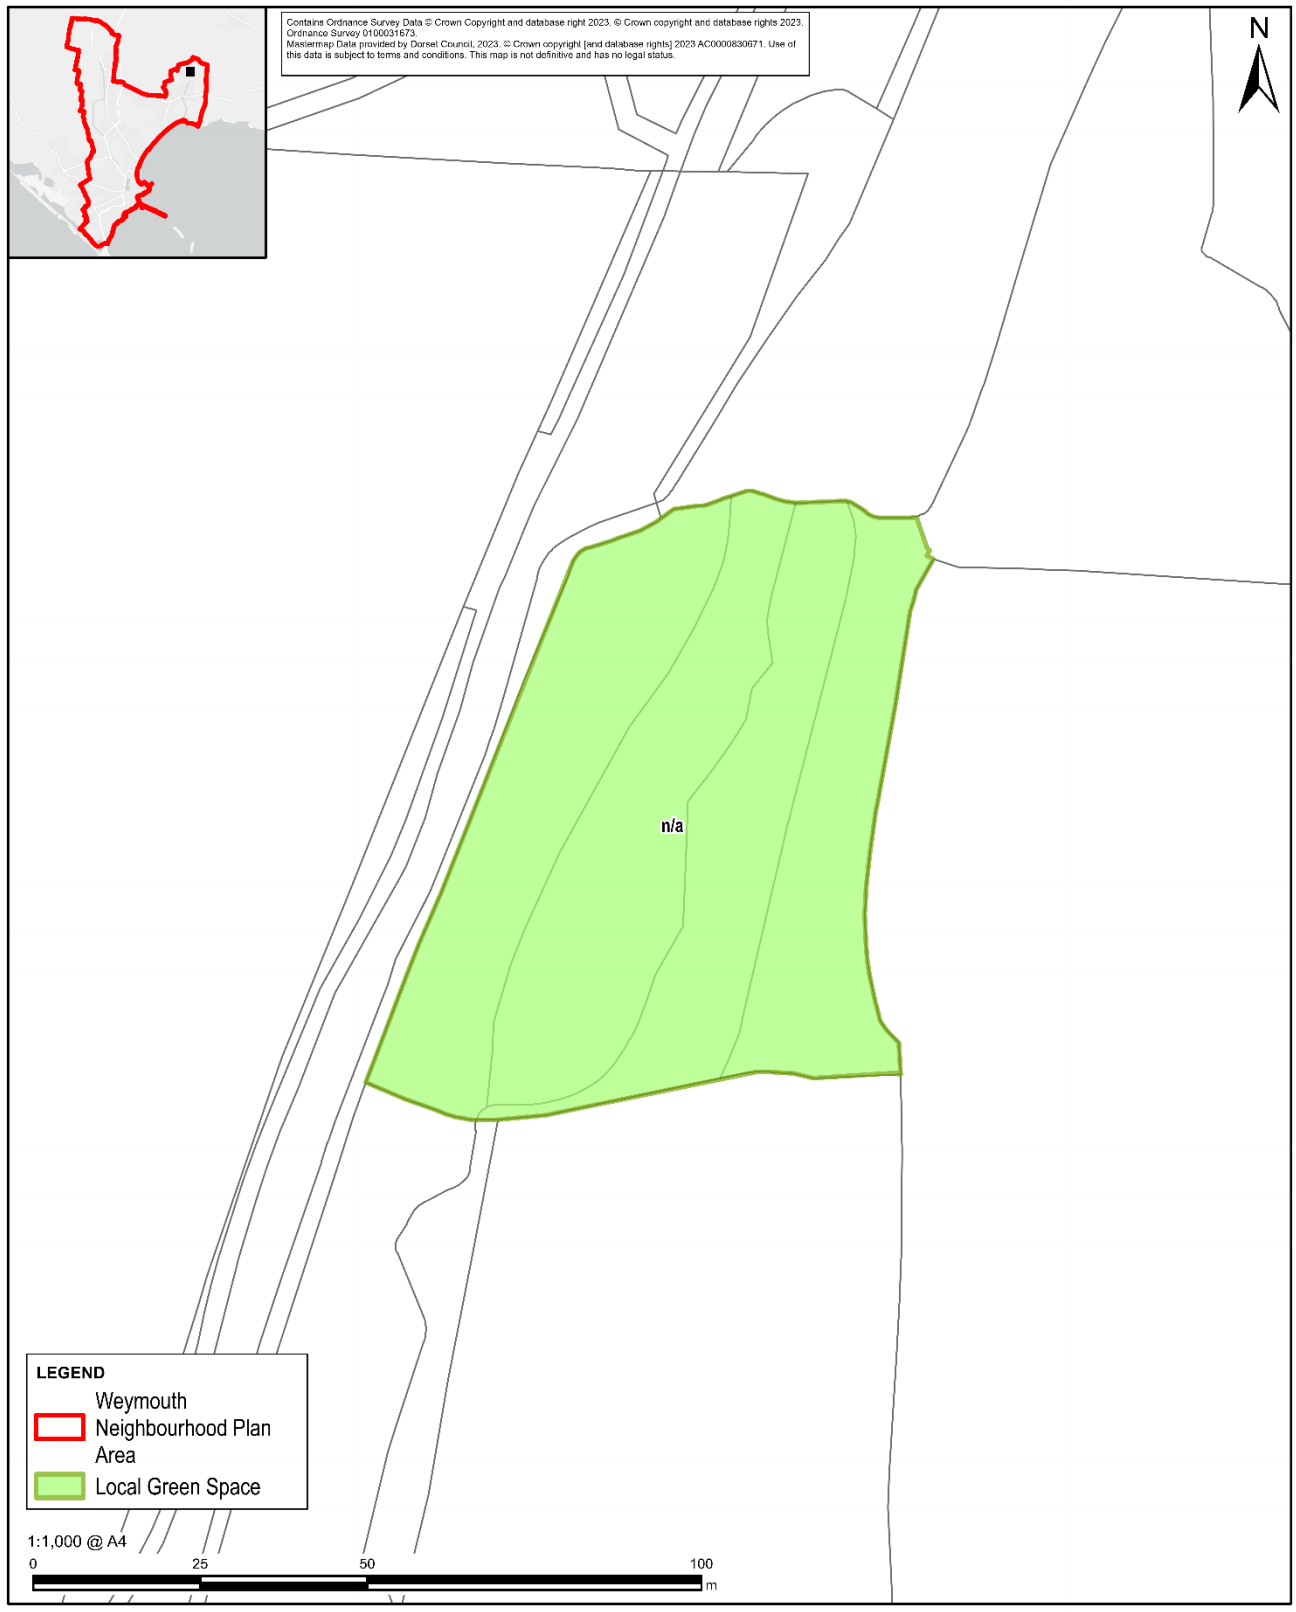 Contains Ordnance Survey Data © Crown Copyright and database right 2023. © Crown copyright and database rights 2023.
Ordnance Survey 0100031673.
Mastermap Data provided by Dorset Council, 2023. © Crown copyright [and database rights] 2023 AC0000830671. Use of
this data is subject to terms and conditions. This map is not definitive and has no legal status.
N
n/a
LEGEND
Weymouth
Neighbourhood Plan
Area
Local Green Space
1:1,000 @ A4
0 25 50 100
m